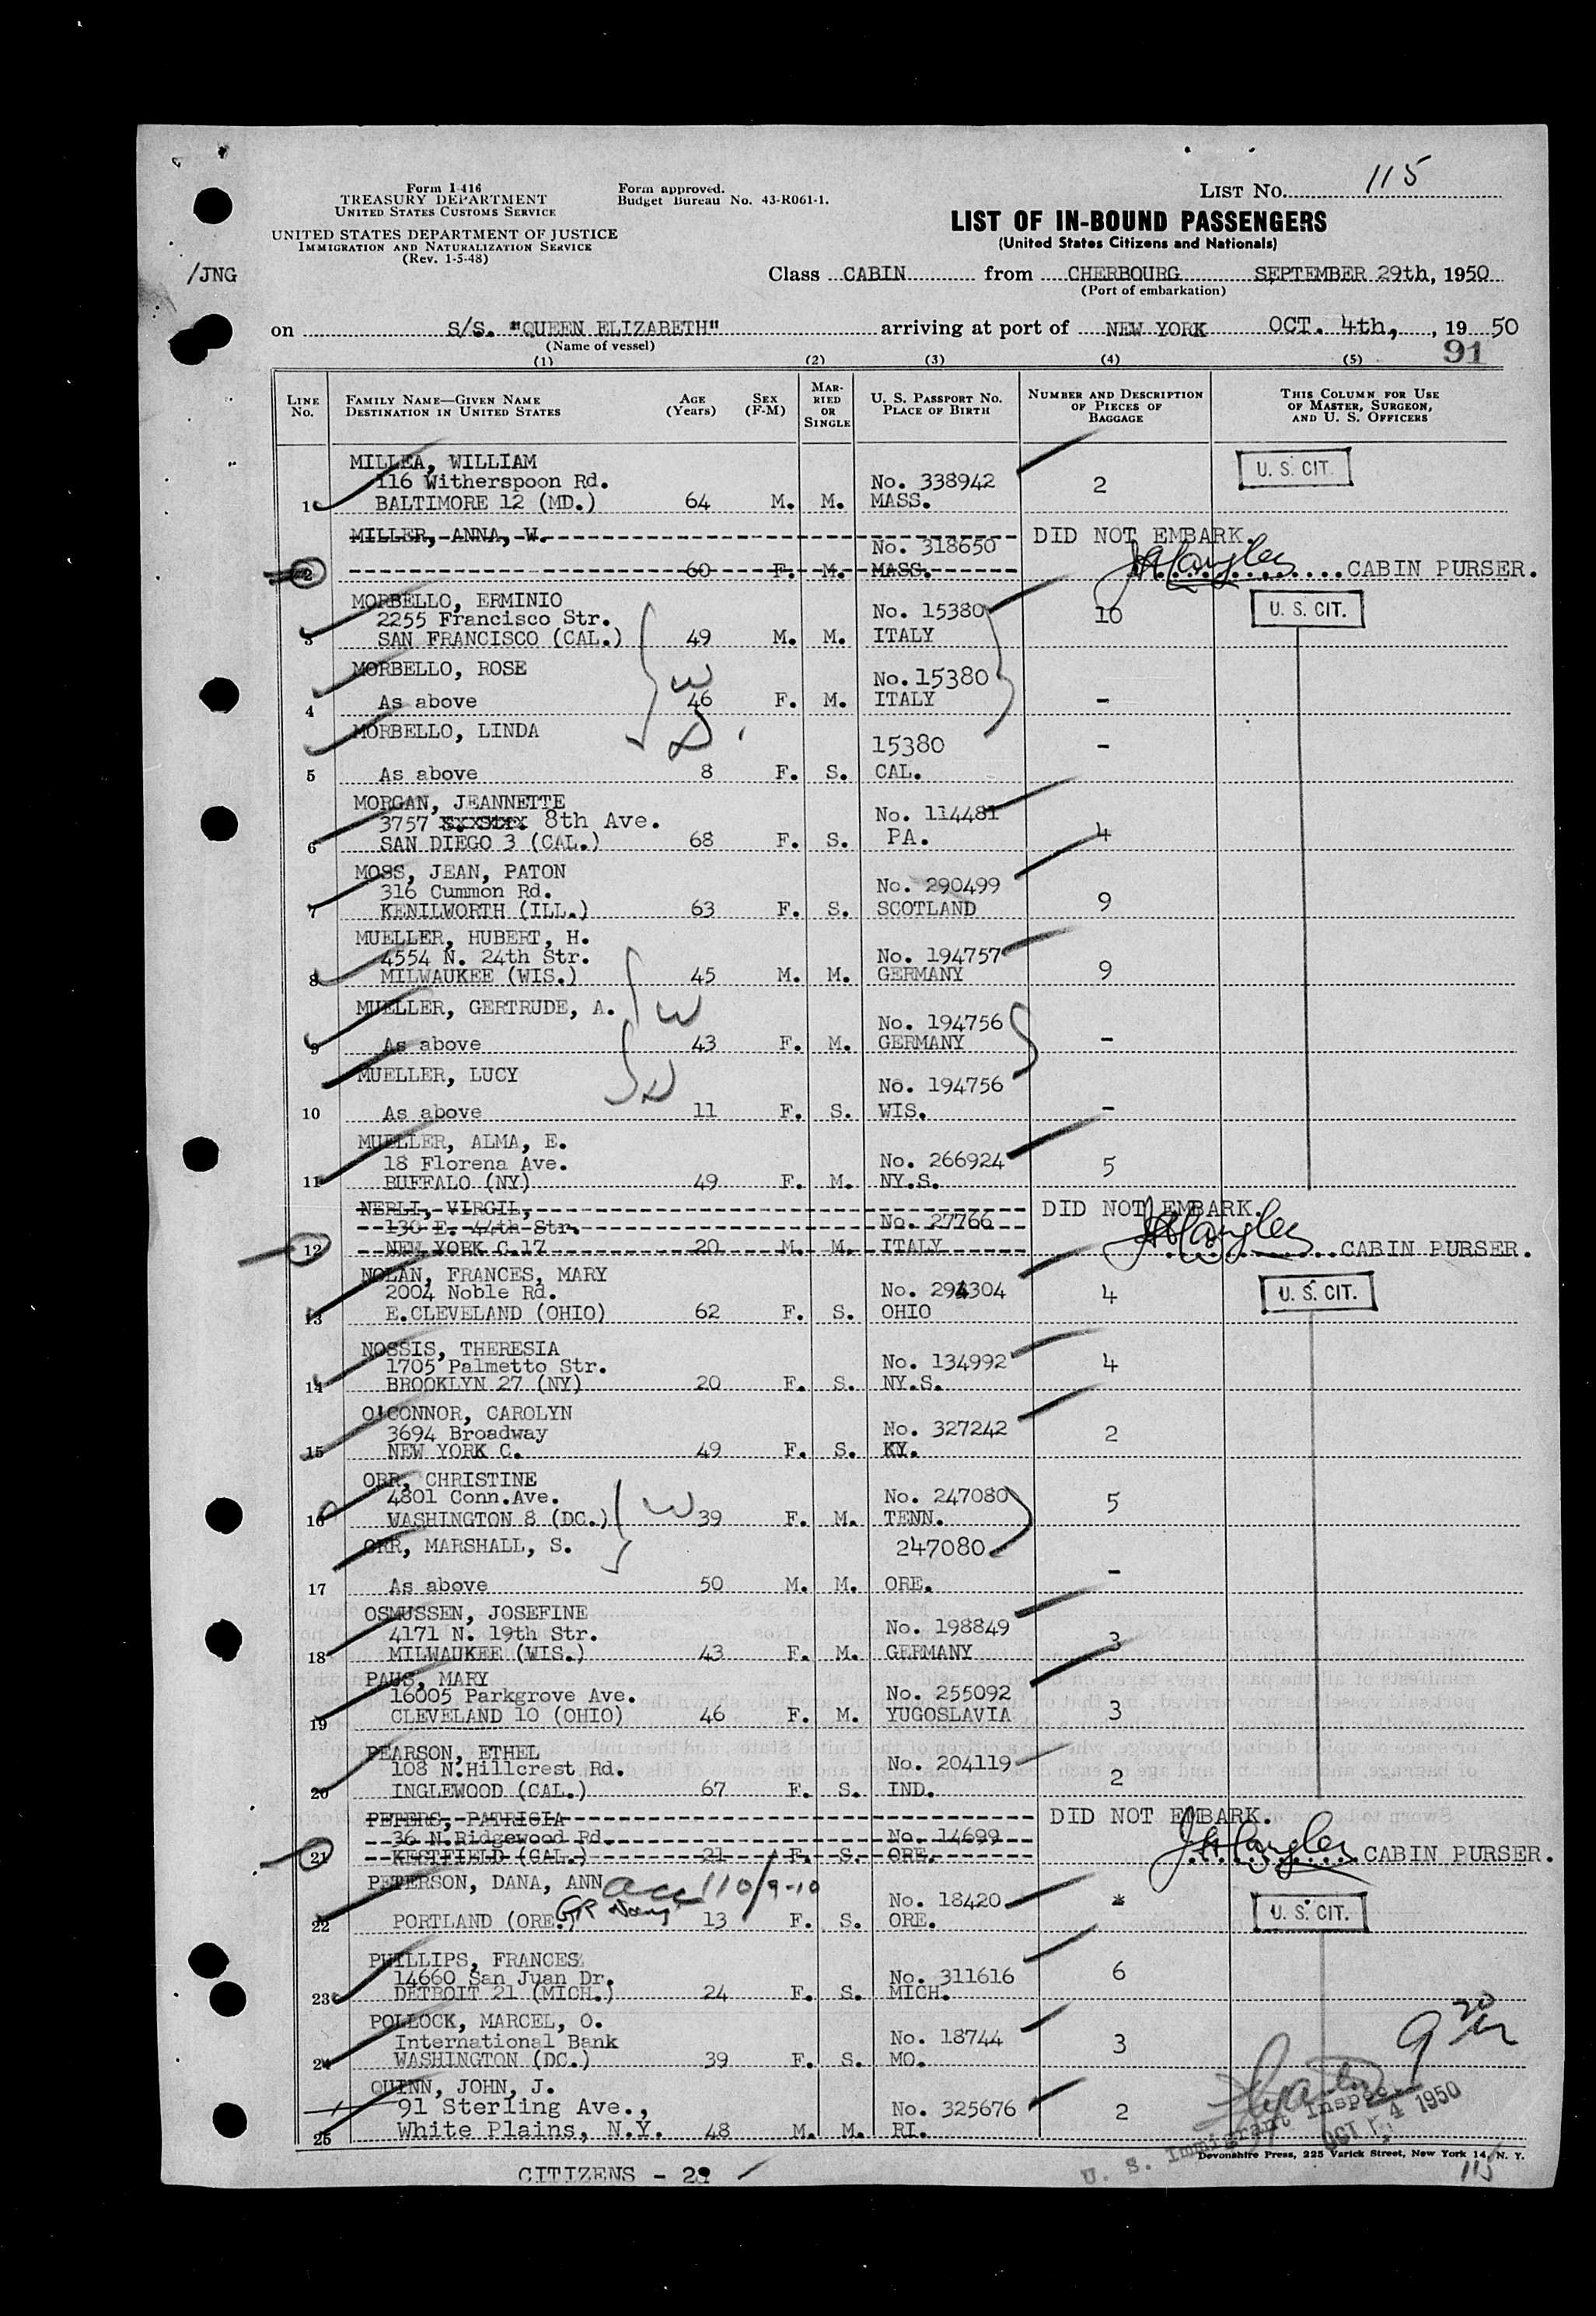 LIST NO. 115
Form I-416
TREASURY DEPARTMENT
UNITED STATES CUSTOMS SERVICE
UNITED STATES DEPARTMENT OF JUSTICE
IMMIGRATION AND NATURALIZATION SERVICE
(Rev. 1-5-48)
Form approved.
Budget Bureau No. 43-R061-1.
LIST OF IN-BOUND PASSENGERS
(United States Citizens and Nationals)
/JNG
Class CABIN from CHERBOURG SEPTEMBER 29th, 1950
(Port of embarkation)
on S/S. "QUEEN ELIZABETH" arriving at port of NEW YORK OCT. 4th, , 19 50
(Name of vessel)
91
(1) (2) (3) (4) (5)
LINE NO. FAMILY NAME—GIVEN NAME DESTINATION IN UNITED STATES AGE (YEARS) SEX (F-M) MARRIED OR SINGLE U. S. PASSPORT NO. PLACE OF BIRTH NUMBER AND DESCRIPTION OF PIECES OF BAGGAGE THIS COLUMN FOR USE OF MASTER, SURGEON, AND U. S. OFFICERS
MILLEA, WILLIAM U. S. CIT.
116 Witherspoon Rd. No. 338942 2
1 BALTIMORE 12 (MD.) 64 M. M. MASS.
MILLER, ANNA, W. No. 318650 DID NOT EMBARK.
2 60 F. M. MASS. CABIN PURSER.
MORBELLO, ERMINIO
2255 Francisco Str. No. 15380 10 U. S. CIT.
3 SAN FRANCISCO (CAL.) 49 M. M. ITALY
MORBELLO, ROSE No. 15380
W
4 As above 46 F. M. ITALY -
MORBELLO, LINDA 15380 -
D
5 As above 8 F. S. CAL.
MORGAN, JEANNETTE
3757 8th Ave. No. 114481
6 SAN DIEGO 3 (CAL.) 68 F. S. PA. 4
MOSS, JEAN, PATON
316 Cummon Rd. No. 290499
7 KENILWORTH (ILL.) 63 F. S. SCOTLAND 9
MUELLER, HUBERT, H.
4554 N. 24th Str. No. 194757
8 MILWAUKEE (WIS.) 45 M. M. GERMANY 9
MUELLER, GERTRUDE, A. W No. 194756
9 As above 43 F. M. GERMANY -
MUELLER, LUCY D No. 194756
10 As above 11 F. S. WIS. -
MUELLER, ALMA, E.
18 Florena Ave. No. 266924 5
11 BUFFALO (NY) 49 F. M. NY.S.
NERLI, VIRGIL, DID NOT EMBARK.
130 E. 44th Str. No. 27766
12 NEW YORK C.17 20 M. M. ITALY CABIN PURSER.
NOLAN, FRANCES, MARY
2004 Noble Rd. No. 294304 4 U. S. CIT.
13 E.CLEVELAND (OHIO) 62 F. S. OHIO
NOSSIS, THERESIA
1705 Palmetto Str. No. 134992 4
14 BROOKLYN 27 (NY) 20 F. S. NY.S.
O'CONNOR, CAROLYN
3694 Broadway No. 327242 2
15 NEW YORK C. 49 F. S. KY.
ORR, CHRISTINE
4801 Conn.Ave. W No. 247080 5
16 WASHINGTON 8 (DC.) 39 F. M. TENN.
ORR, MARSHALL, S. 247080
17 As above 50 M. M. ORE. -
OSMUSSEN, JOSEFINE
4171 N. 19th Str. No. 198849 3
18 MILWAUKEE (WIS.) 43 F. M. GERMANY
PAUS, MARY
16005 Parkgrove Ave. No. 255092
19 CLEVELAND 10 (OHIO) 46 F. M. YUGOSLAVIA 3
PEARSON, ETHEL
108 N.Hillcrest Rd. No. 204119 2
20 INGLEWOOD (CAL.) 67 F. S. IND.
PETERS, PATRICIA DID NOT EMBARK.
36 N.Ridgewood Rd. No. 14699
21 KESTFIELD (CAL.) 21 F. S. ORE. CABIN PURSER.
PETERSON, DANA, ANN acc 110/9-10 No. 18420 *
22 PORTLAND (ORE.) 13 F. S. ORE. U. S. CIT.
PHILLIPS, FRANCES
14660 San Juan Dr. No. 311616 6
23 DETROIT 21 (MICH.) 24 F. S. MICH.
POLLOCK, MARCEL, O.
International Bank No. 18744 3
24 WASHINGTON (DC.) 39 F. S. MO.
QUINN, JOHN, J.
91 Sterling Ave., No. 325676 2
25 White Plains, N.Y. 48 M. M. RI.
U. S. Immigrant Inspector
OCT 4 1950
Devonshire Press, 225 Varick Street, New York 14, N. Y.
CITIZENS -
115